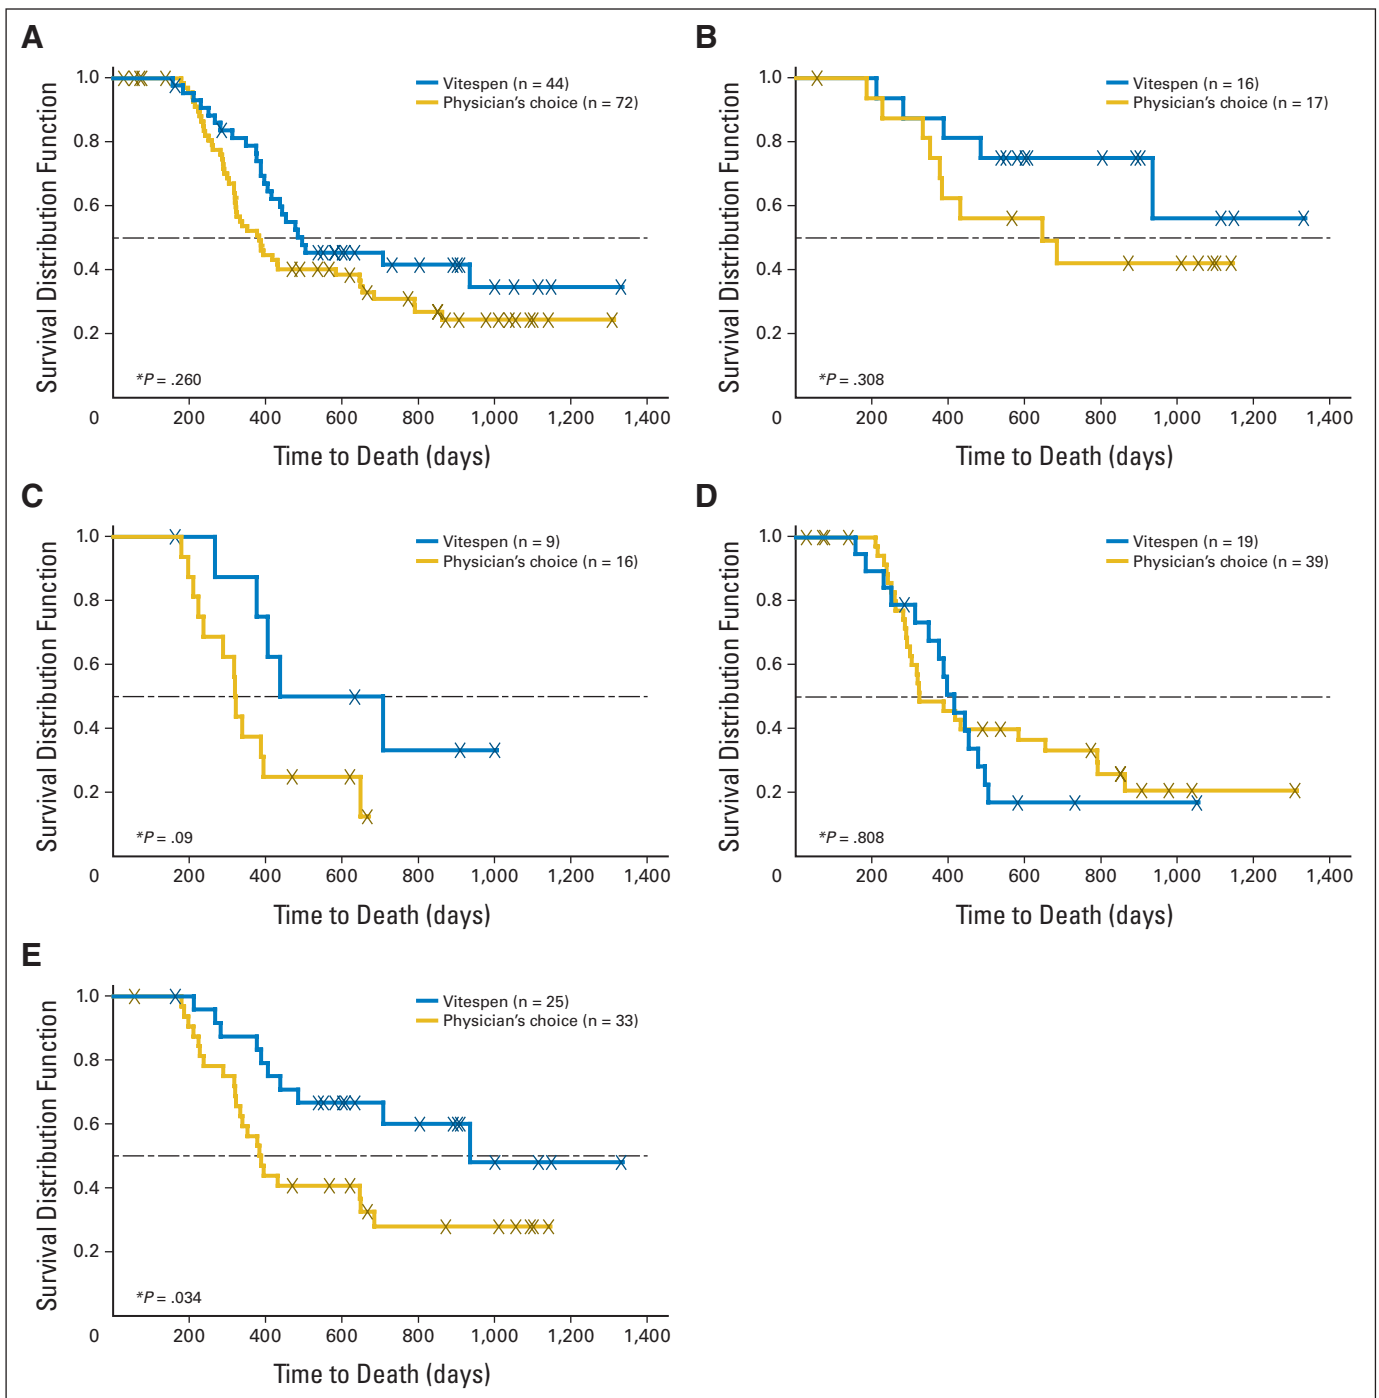 A
Survival Distribution Function
1.0
0.8
0.6
0.4
0.2
Vitespen (n = 44)
Physician's choice (n = 72)
*P = .260
0 200 400 600 800 1,000 1,200 1,400
Time to Death (days)
B
Survival Distribution Function
1.0
0.8
0.6
0.4
0.2
Vitespen (n = 16)
Physician's choice (n = 17)
*P = .308
0 200 400 600 800 1,000 1,200 1,400
Time to Death (days)
C
Survival Distribution Function
1.0
0.8
0.6
0.4
0.2
Vitespen (n = 9)
Physician's choice (n = 16)
*P = .09
0 200 400 600 800 1,000 1,200 1,400
Time to Death (days)
D
Survival Distribution Function
1.0
0.8
0.6
0.4
0.2
Vitespen (n = 19)
Physician's choice (n = 39)
*P = .808
0 200 400 600 800 1,000 1,200 1,400
Time to Death (days)
E
Survival Distribution Function
1.0
0.8
0.6
0.4
0.2
Vitespen (n = 25)
Physician's choice (n = 33)
*P = .034
0 200 400 600 800 1,000 1,200 1,400
Time to Death (days)